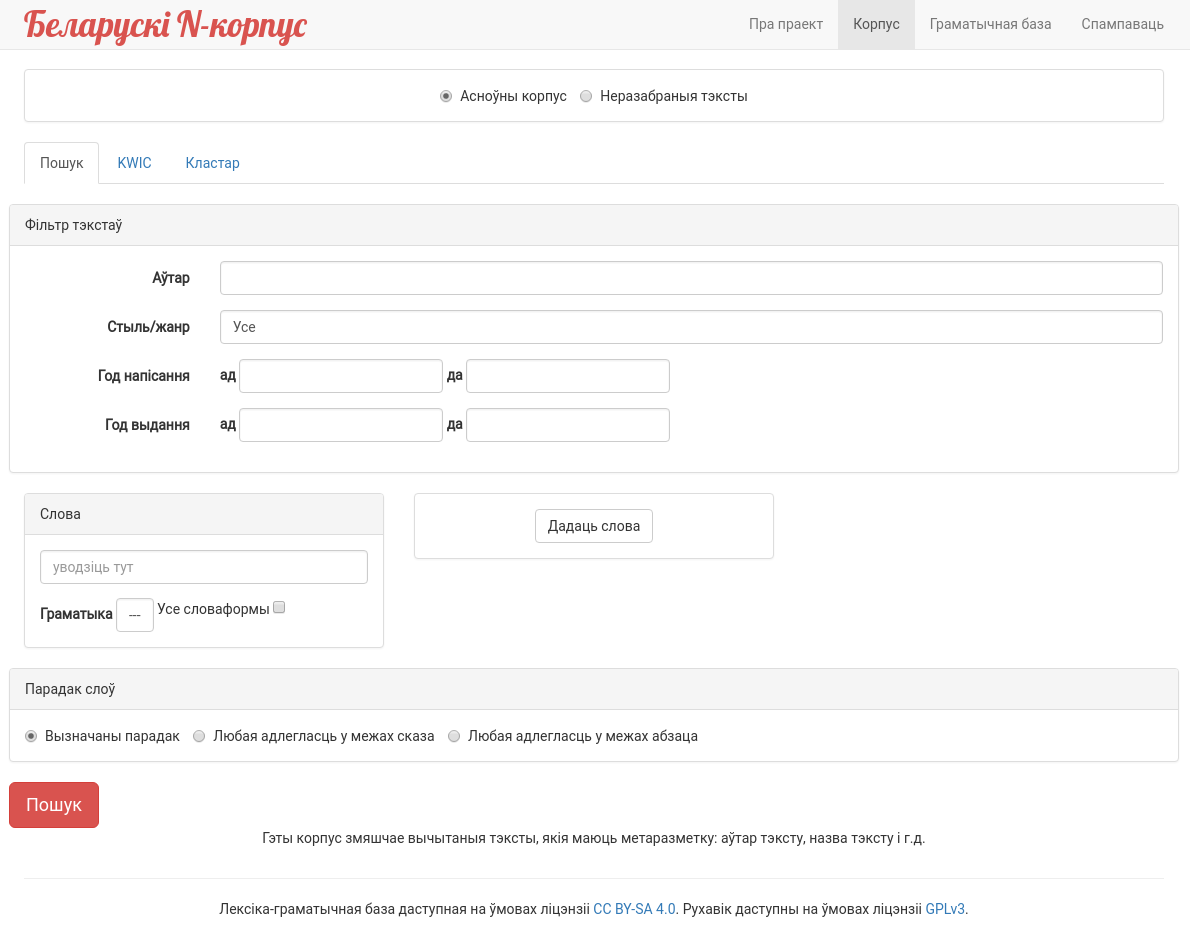 Беларускі N-корпус
Пра праект Корпус Граматычная база Спампаваць
Асноўны корпус Неразабраныя тэксты
Пошук KWIC Кластар
Фільтр тэкстаў
Аўтар
Стыль/жанр Усе
Год напісання ад да
Год выдання ад да
Слова
Дадаць слова
уводзіць тут
Граматыка --- Усе словаформы
Парадак слоў
Вызначаны парадак Любая адлегласць у межах сказа Любая адлегласць у межах абзаца
Пошук
Гэты корпус змяшчае вычытаныя тэксты, якія маюць метаразметку: аўтар тэксту, назва тэксту і г.д.
Лексіка-граматычная база даступная на ўмовах ліцэнзіі CC BY-SA 4.0. Рухавік даступны на ўмовах ліцэнзіі GPLv3.